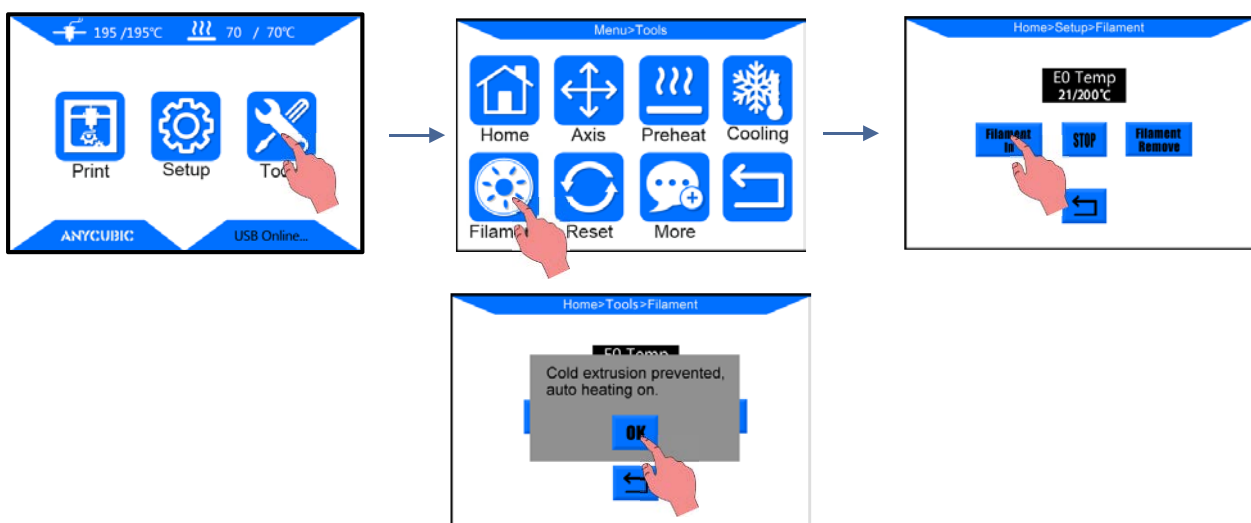 195 /195℃ 70 / 70℃
Print Setup
ANYCUBIC USB Online...
Menu>Tools
Home Axis Preheat Cooling
Reset More
Home>Setup>Filament
E0 Temp
21/200℃
Filament
In
STOP
Filament
Remove
Home>Tools>Filament
E0 Temp
Cold extrusion prevented,
auto heating on.
OK